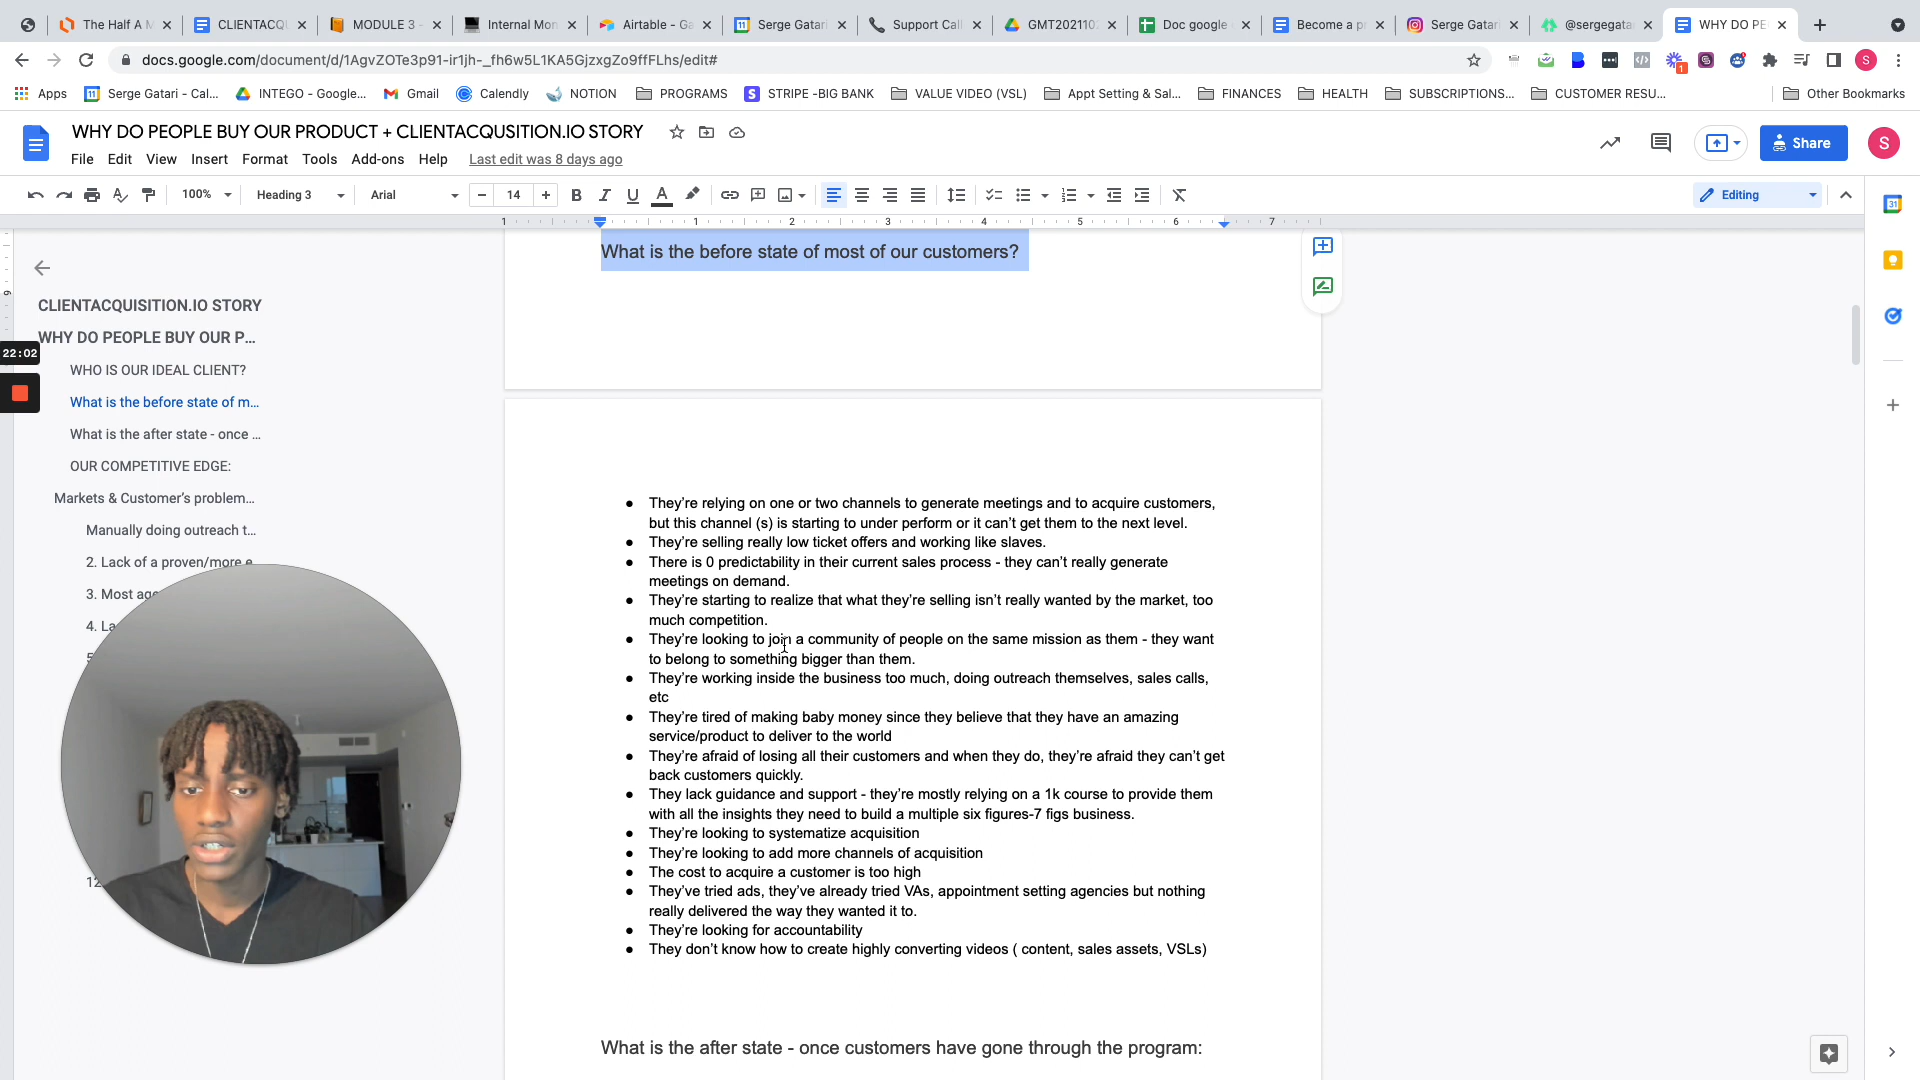 The Half A M
CLIENTACQU
MODULE 3 -
Internal Mon
Airtable - Ga
Serge Gatari
Support Cal
GMT2021102
Doc google
Become a pr
Serge Gatar
@sergegata
WHY DO PE
docs.google.com/document/d/1AgvZOTe3p91-ir1jh-_fh6w5L1KA5GjzxgZo9ffFLhs/edit#
S
Apps
Serge Gatari - Cal...
INTEGO - Google...
Gmail
Calendly
NOTION
PROGRAMS
STRIPE -BIG BANK
VALUE VIDEO (VSL)
Appt Setting & Sal...
FINANCES
HEALTH
SUBSCRIPTIONS...
CUSTOMER RESU...
Other Bookmarks
WHY DO PEOPLE BUY OUR PRODUCT + CLIENTACQUSITION.IO STORY
File Edit View Insert Format Tools Add-ons Help Last edit was 8 days ago
Share
S
100% Heading 3 Arial 14 Editing
1 1 2 3 4 5 6 7
CLIENTACQUISITION.IO STORY
WHY DO PEOPLE BUY OUR P...
22:02
WHO IS OUR IDEAL CLIENT?
What is the before state of m...
What is the after state - once ...
OUR COMPETITIVE EDGE:
Markets & Customer's problem...
Manually doing outreach t...
2. Lack of a proven/more e
3. Most age
4. La
5
12
What is the before state of most of our customers?
● They're relying on one or two channels to generate meetings and to acquire customers,
but this channel (s) is starting to under perform or it can't get them to the next level.
● They're selling really low ticket offers and working like slaves.
● There is 0 predictability in their current sales process - they can't really generate
meetings on demand.
● They're starting to realize that what they're selling isn't really wanted by the market, too
much competition.
● They're looking to join a community of people on the same mission as them - they want
to belong to something bigger than them.
● They're working inside the business too much, doing outreach themselves, sales calls,
etc
● They're tired of making baby money since they believe that they have an amazing
service/product to deliver to the world
● They're afraid of losing all their customers and when they do, they're afraid they can't get
back customers quickly.
● They lack guidance and support - they're mostly relying on a 1k course to provide them
with all the insights they need to build a multiple six figures-7 figs business.
● They're looking to systematize acquisition
● They're looking to add more channels of acquisition
● The cost to acquire a customer is too high
● They've tried ads, they've already tried VAs, appointment setting agencies but nothing
really delivered the way they wanted it to.
● They're looking for accountability
● They don't know how to create highly converting videos ( content, sales assets, VSLs)
What is the after state - once customers have gone through the program: